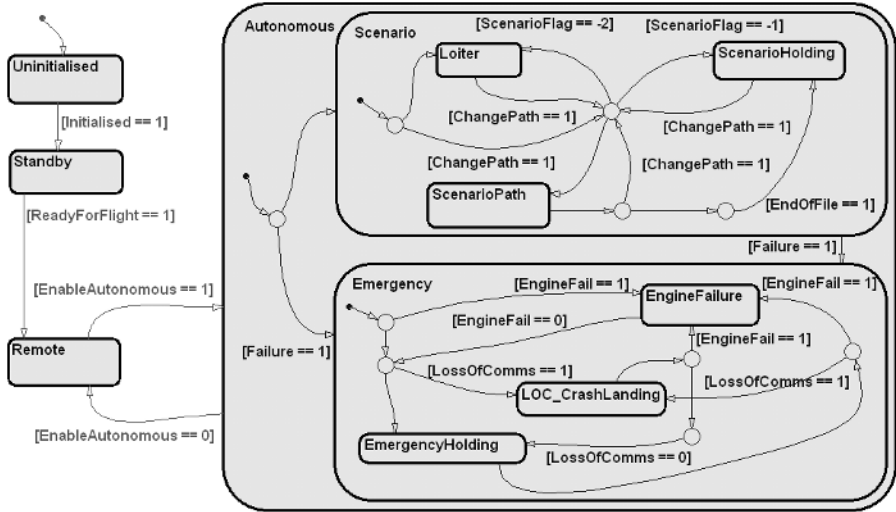 Autonomous
Scenario
[ScenarioFlag == -2]
[ScenarioFlag == -1]
Uninitialised
Loiter
ScenarioHolding
[Initialised == 1]
[ChangePath == 1]
[ChangePath == 1]
Standby
[ChangePath == 1]
[ChangePath == 1]
ScenarioPath
[ReadyForFlight == 1]
[EndOfFile == 1]
[Failure == 1]
Emergency
[EngineFail == 1]
[EngineFail == 1]
[EnableAutonomous == 1]
EngineFailure
[EngineFail == 0]
[EngineFail == 1]
Remote
[Failure == 1]
[LossOfComms == 1]
[LossOfComms == 1]
LOC_CrashLanding
[EnableAutonomous == 0]
EmergencyHolding
[LossOfComms == 0]